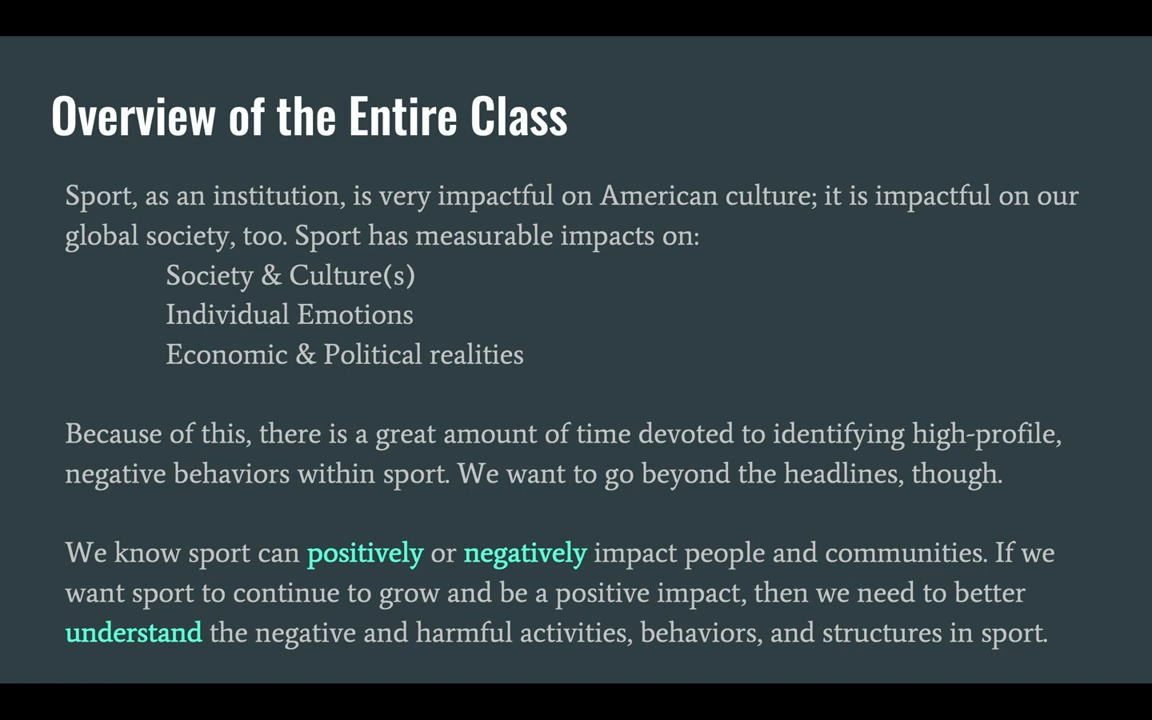 Overview of the Entire Class
Sport, as an institution, is very impactful on American culture; it is impactful on our
global society, too. Sport has measurable impacts on:
Society & Culture(s)
Individual Emotions
Economic & Political realities
Because of this, there is a great amount of time devoted to identifying high-profile,
negative behaviors within sport. We want to go beyond the headlines, though.
We know sport can positively or negatively impact people and communities. If we
want sport to continue to grow and be a positive impact, then we need to better
understand the negative and harmful activities, behaviors, and structures in sport.